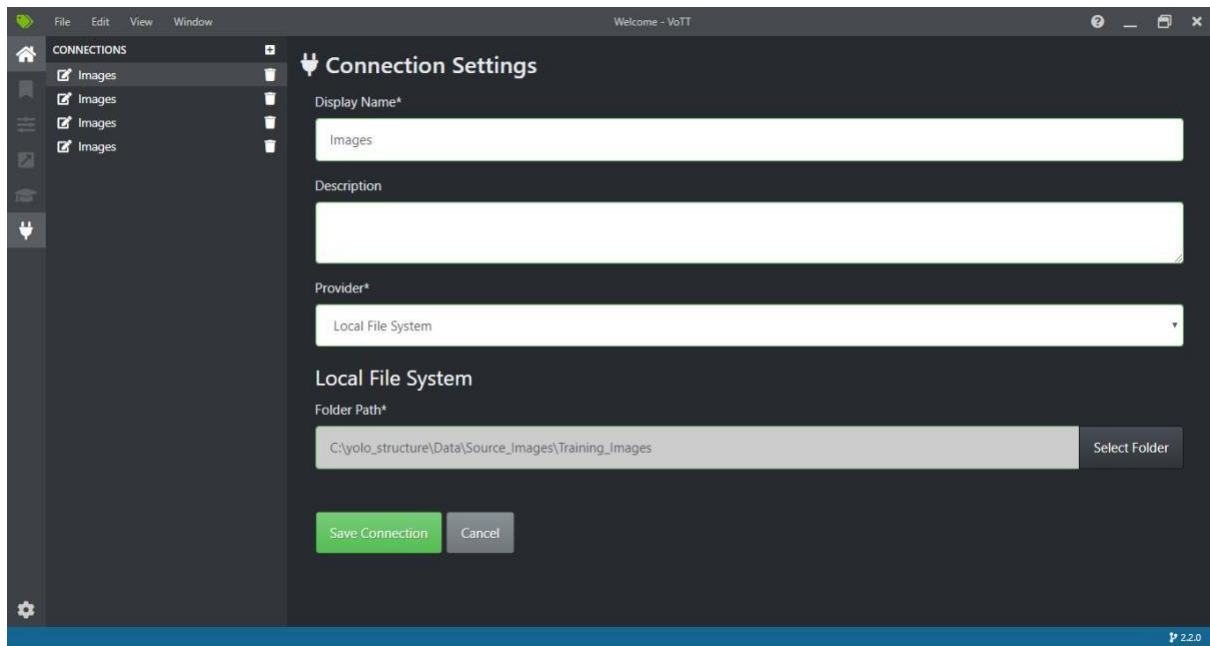 File Edit View Window Welcome - VoTT
CONNECTIONS
Images
Images
Images
Images
Connection Settings
Display Name*
Images
Description
Provider*
Local File System
Local File System
Folder Path*
C:\yolo_structure\Data\Source_Images\Training_Images Select Folder
Save Connection Cancel
2.2.0